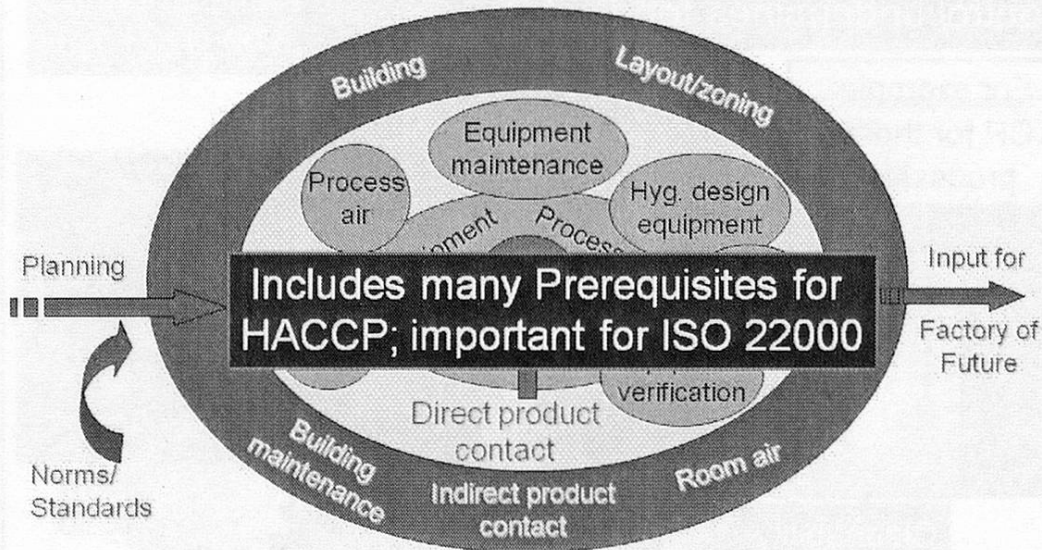 Building
Layout/zoning
Equipment
maintenance
Process
air
Hyg. design
equipment
Process
Planning
Includes many Prerequisites for
HACCP; important for ISO 22000
Input for
Factory of
Future
verification
Direct product
contact
Norms/
Standards
Building
maintenance
Indirect product
contact
Room air